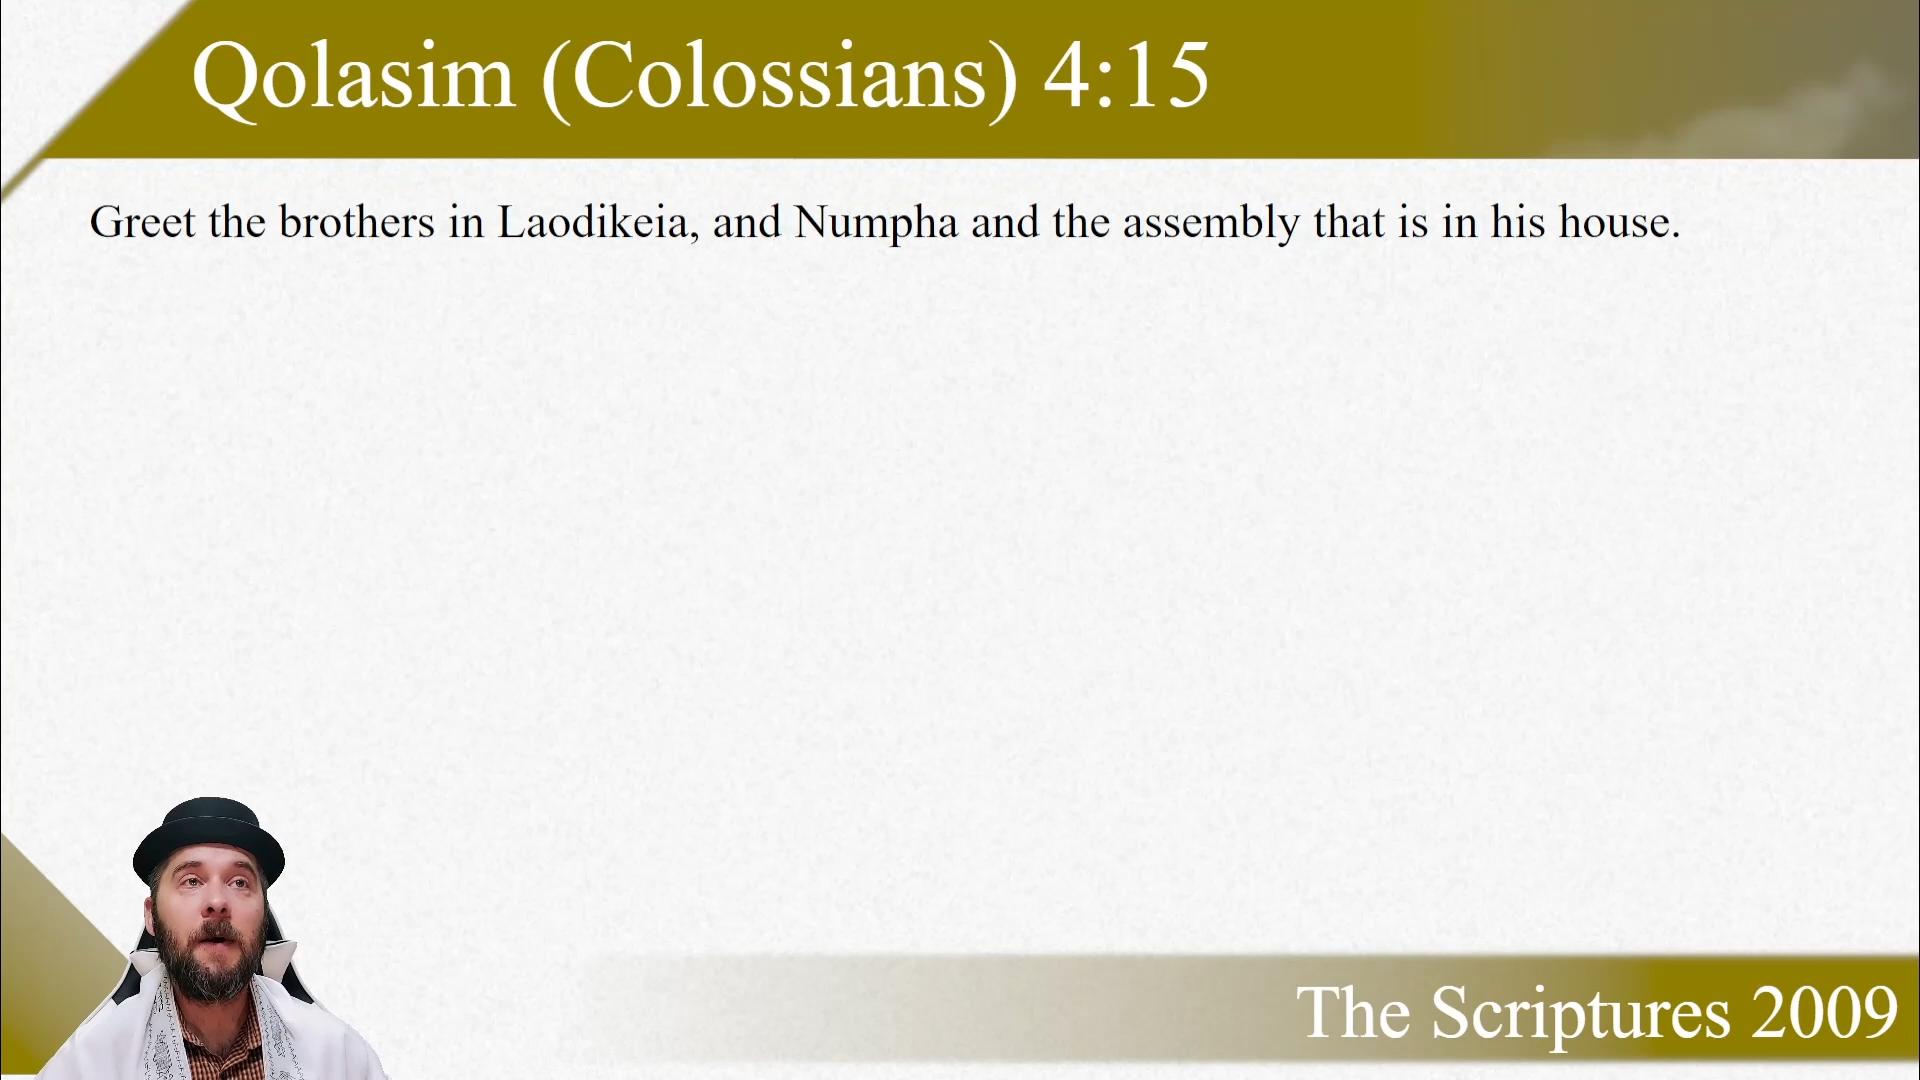 Qolasim (Colossians) 4:15
Greet the brothers in Laodikeia, and Numpha and the assembly that is in his house.
The Scriptures 2009